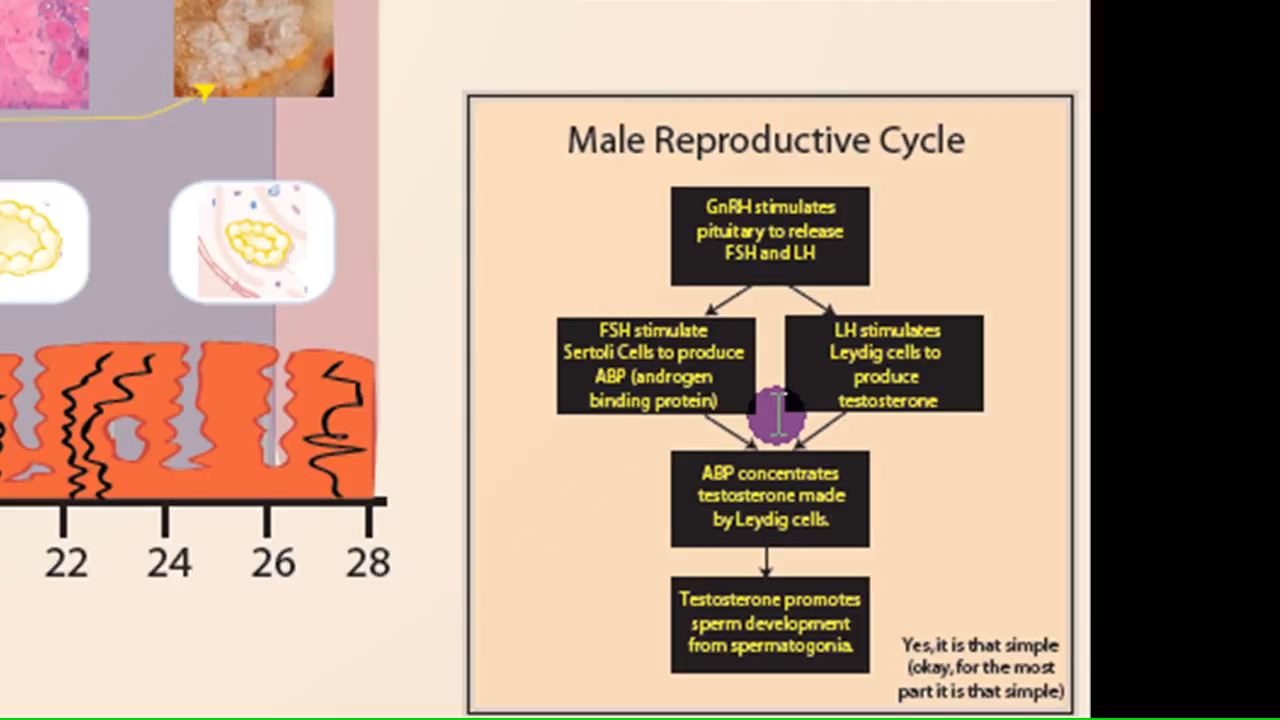 Male Reproductive Cycle
GnRH stimulates
pituitary to release
FSH and LH
FSH stimulate
Sertoli Cells to produce
ABP (androgen
binding protein)
LH stimulates
Leydig cells to
produce
testosterone
ABP concentrates
testosterone made
by Leydig cells.
Testosterone promotes
sperm development
from spermatogonia.
Yes, it is that simple
(okay, for the most
part it is that simple)
22 24 26 28